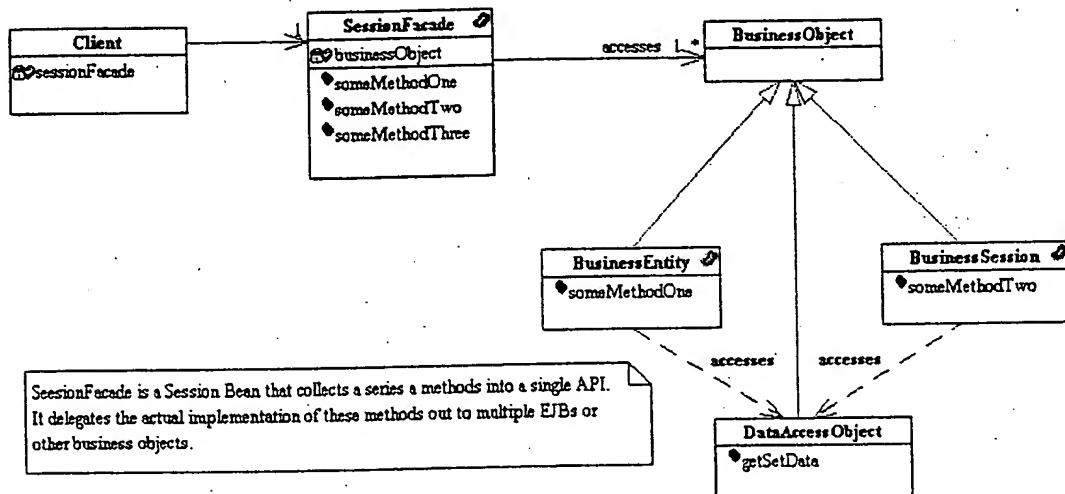 Client
sessionFacade
SessionFacade
businessObject
someMethodOne
someMethodTwo
someMethodThree
1
accesses 1..*
BusinessObject
BusinessEntity
someMethodOne
BusinessSession
someMethodTwo
accesses
accesses
SeesionFacade is a Session Bean that collects a series a methods into a single API.
It delegates the actual implementation of these methods out to multiple EJBs or
other business objects.
DataAccessObject
getSetData